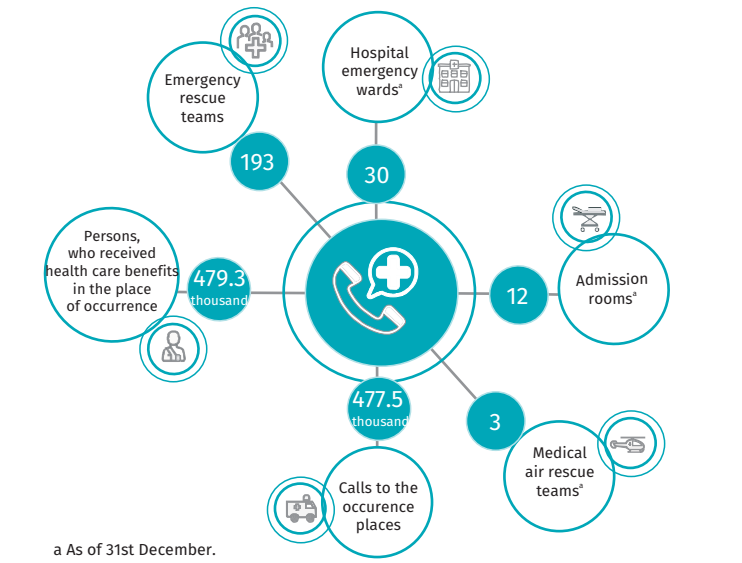 Emergency
rescue
teams
193
Hospital
emergency
wardsª
30
Persons,
who received
health care benefits
in the place
of occurrence
479.3
thousand
12
Admission
roomsª
477.5
thousand
Calls to the
occurence
places
3
Medical
air rescue
teamsª
a As of 31st December.